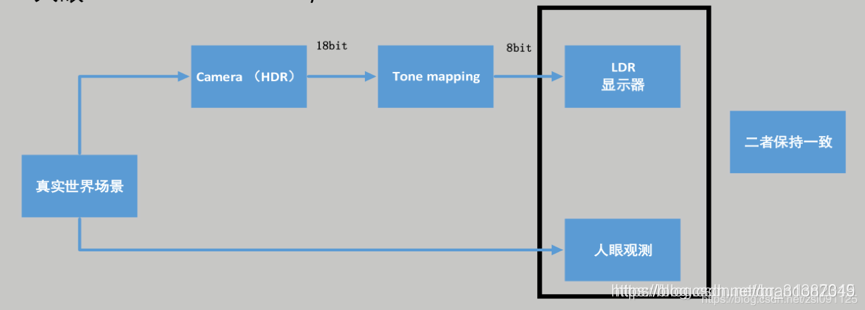 18bit
8bit
Camera （HDR）
Tone mapping
LDR
显示器
二者保持一致
真实世界场景
人眼观测
https://blog.csdn.net/zsl091125